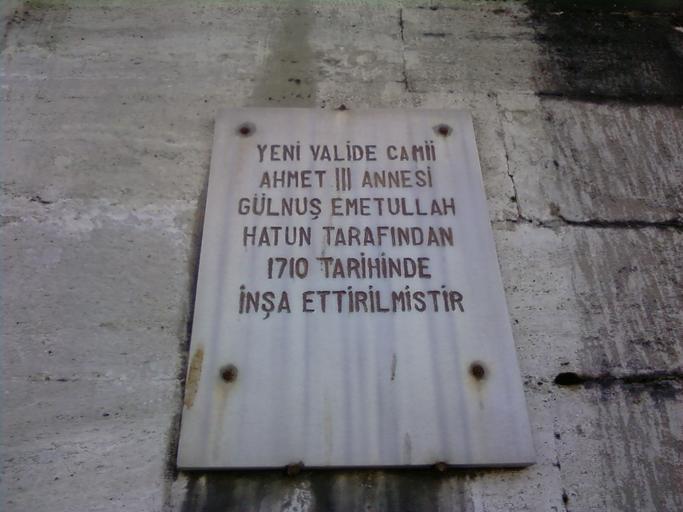 YENİ VALİDE CAMİİ
AHMET III ANNESİ
GÜLNUŞ EMETULLAH
HATUN TARAFINDAN
1710 TARİHİNDE
İNŞA ETTİRİLMİSTİR